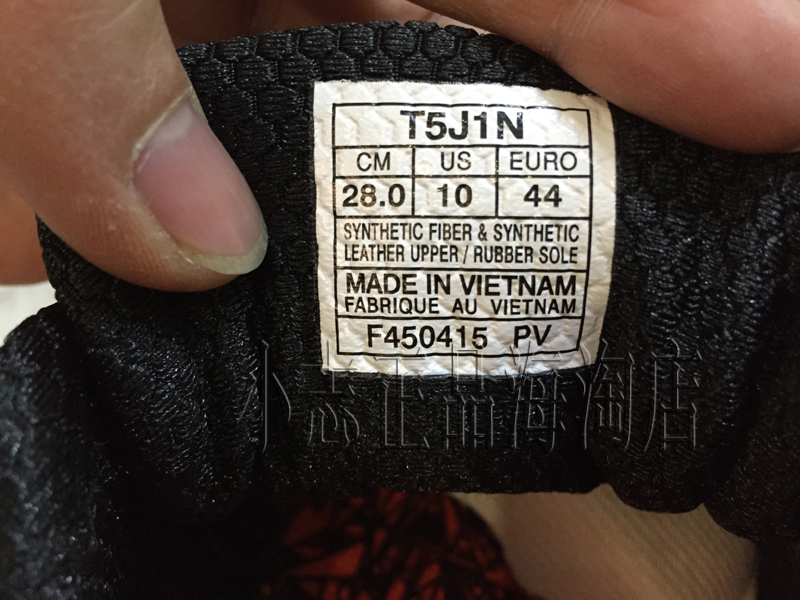 T5J1N
CM US EURO
28.0 10 44
SYNTHETIC FIBER & SYNTHETIC
LEATHER UPPER / RUBBER SOLE
MADE IN VIETNAM
FABRIQUE AU VIETNAM
F450415 PV
小志正品海淘店